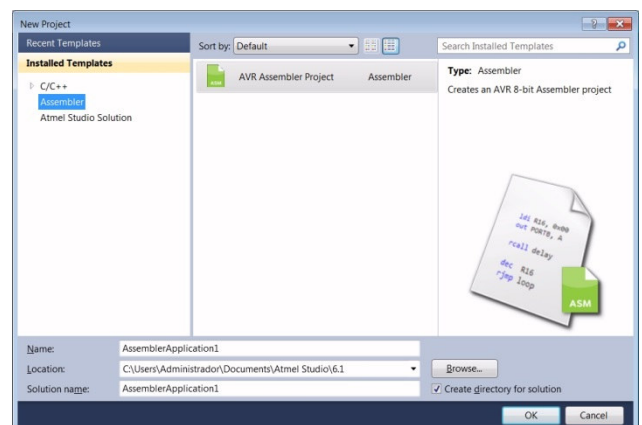 New Project
Recent Templates
Installed Templates
C/C++
Assembler
Atmel Studio Solution
Sort by: Default
AVR Assembler Project Assembler
ASM
Search Installed Templates
Type: Assembler
Creates an AVR 8-bit Assembler project
ldi R16, 0x00
out PORTB, A
rcall delay
dec R16
rjmp loop
ASM
Name: AssemblerApplication1
Location: C:\Users\Administrador\Documents\Atmel Studio\6.1
Browse...
Solution name: AssemblerApplication1
Create directory for solution
OK Cancel